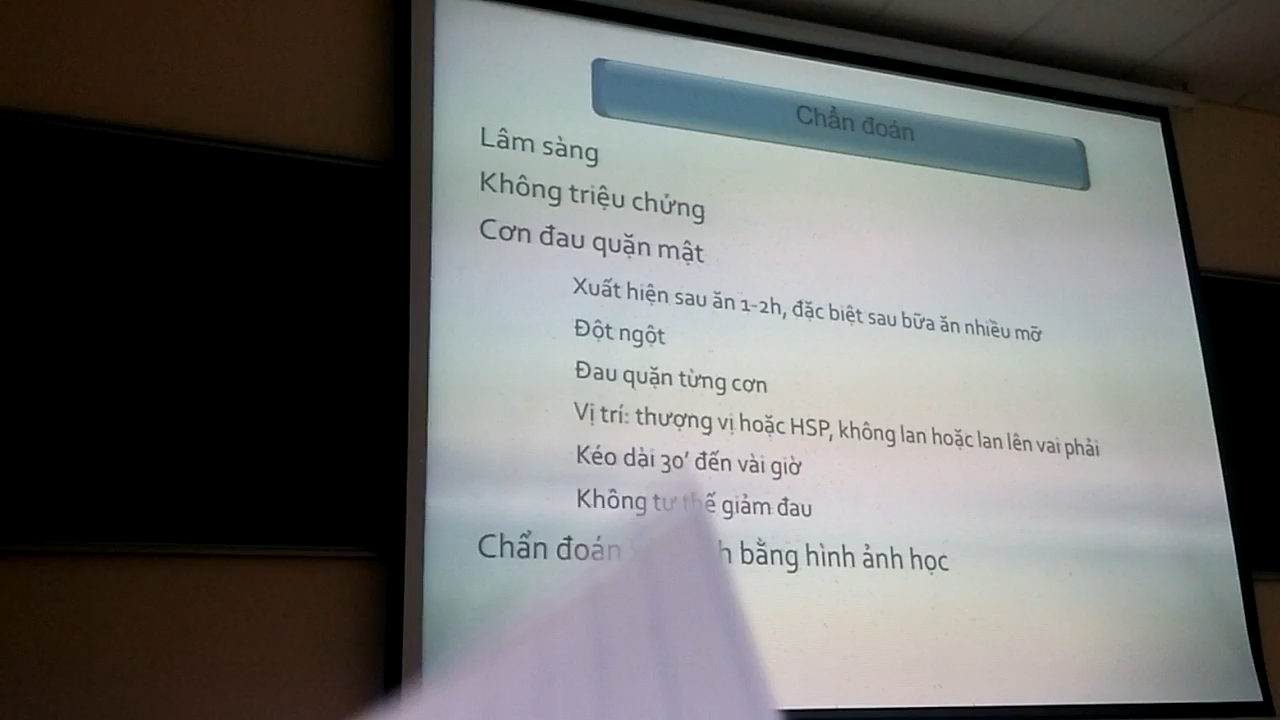 Chẩn đoán
Lâm sàng
Không triệu chứng
Cơn đau quặn mật
Xuất hiện sau ăn 1-2h, đặc biệt sau bữa ăn nhiều mỡ
Đột ngột
Đau quặn từng cơn
Vị trí: thượng vị hoặc HSP, không lan hoặc lan lên vai phải
Kéo dài 30' đến vài giờ
Không tư thế giảm đau
Chẩn đoán bằng hình ảnh học